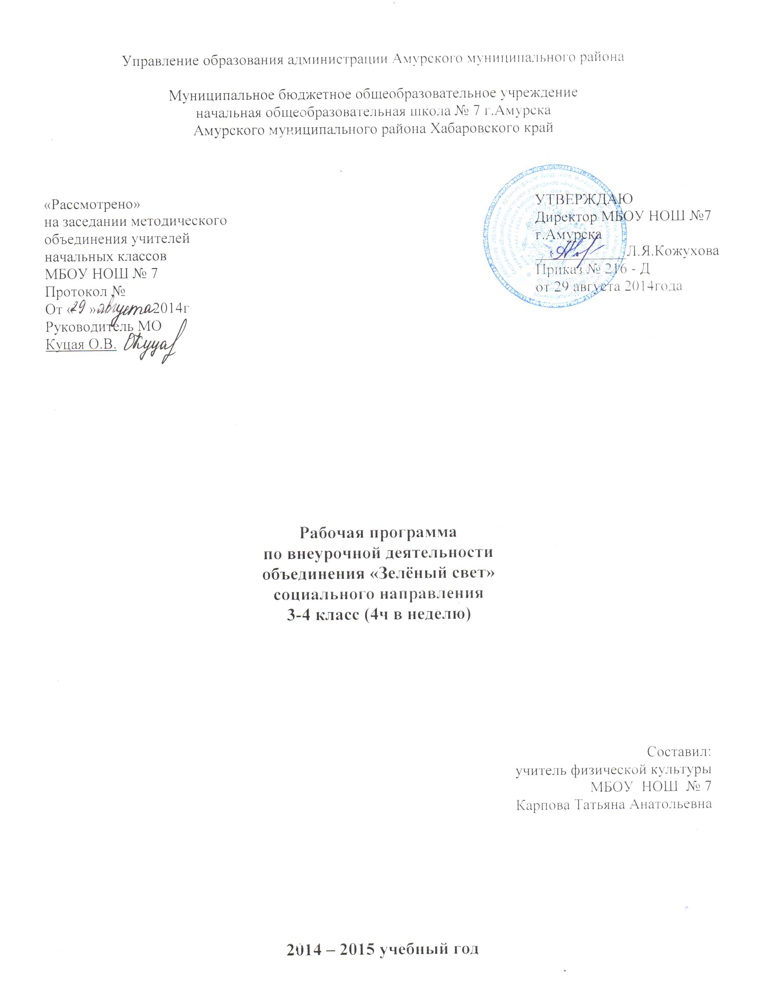 Управление образования администрации Амурского муниципального района
Муниципальное бюджетное общеобразовательное учреждение
начальная общеобразовательная школа № 7 г.Амурска
Амурского муниципального района Хабаровского край
«Рассмотрено»
на заседании методического
объединения учителей
начальных классов
МБОУ НОШ № 7
Протокол №
От «29 »августа2014г
Руководитель МО
Куцая О.В.
УТВЕРЖДАЮ
Директор МБОУ НОШ №7
г.Амурска
Л.Я.Кожухова
Приказ № 216 - Д
от 29 августа 2014года
Рабочая программа
по внеурочной деятельности
объединения «Зелёный свет»
социального направления
3-4 класс (4ч в неделю)
Составил:
учитель физической культуры
МБОУ НОШ № 7
Карпова Татьяна Анатольевна
2014 – 2015 учебный год